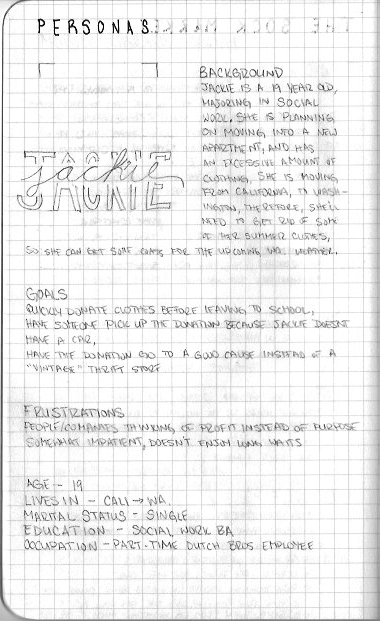 PERSONAS
jackie
JACKIE
BACKGROUND
JACKIE IS A 19 YEAR OLD,
MAJORING IN SOCIAL
WORK. SHE IS PLANNING
ON MOVING INTO A NEW
APARTMENT, AND HAS
AN EXCESSIVE AMOUNT OF
CLOTHING. SHE IS MOVING
FROM CALIFORNIA, TO WASH-
INGTON, THEREFORE, SHE'LL
NEED TO GET RID OF SOME
OF HER SUMMER CLOTHES,
SO SHE CAN GET SOME COATS FOR THE UPCOMING WA. WEATHER.
GOALS
QUICKLY DONATE CLOTHES BEFORE LEAVING TO SCHOOL,
HAVE SOMEONE PICK UP THE DONATION BECAUSE JACKIE DOESN'T
HAVE A CAR,
HAVE THE DONATION GO TO A GOOD CAUSE INSTEAD OF A
"VINTAGE" THRIFT STORE
FRUSTRATIONS
PEOPLE/COMPANIES THINKING OF PROFIT INSTEAD OF PURPOSE
SOMEWHAT IMPATIENT, DOESN'T ENJOY LONG WAITS
AGE - 19
LIVES IN - CALI → WA.
MARITAL STATUS - SINGLE
EDUCATION - SOCIAL WORK BA
OCCUPATION - PART-TIME DUTCH BROS EMPLOYEE